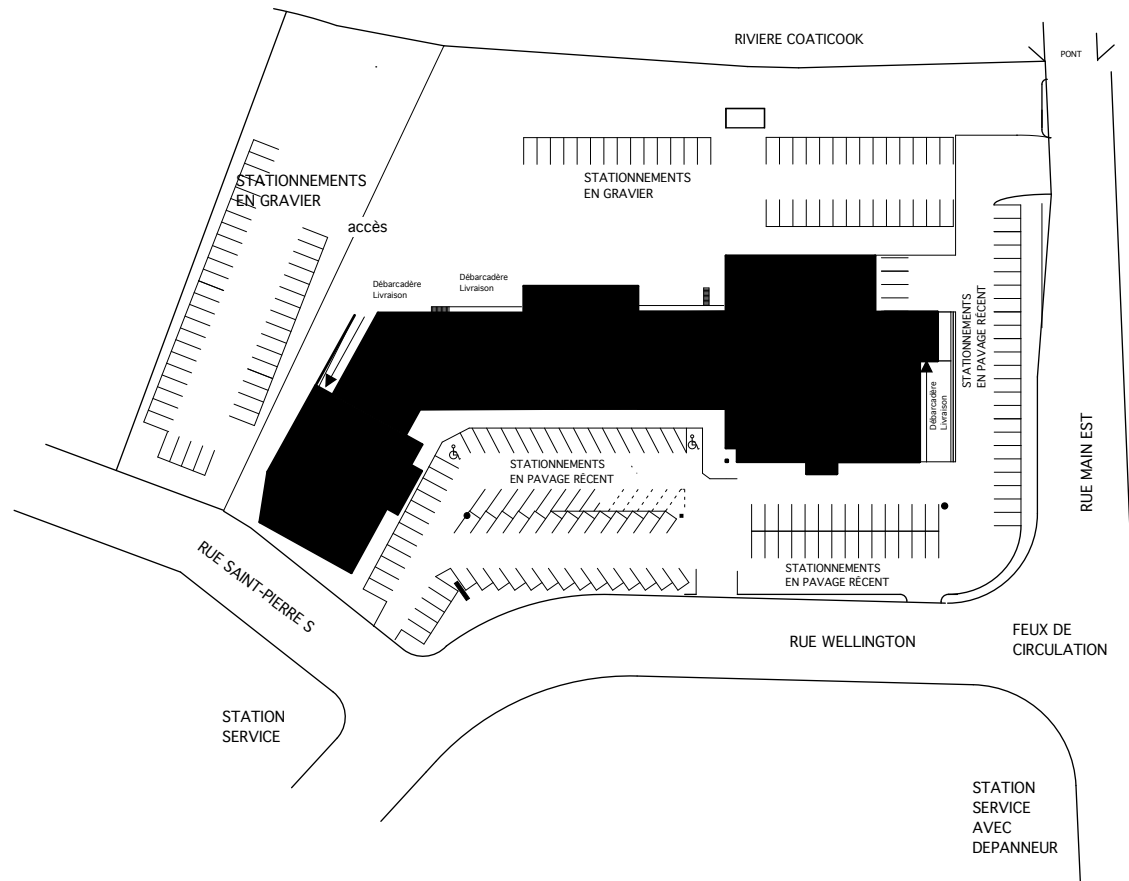 RIVIERE COATICOOK
PONT
STATIONNEMENTS
EN GRAVIER
STATIONNEMENTS
EN GRAVIER
accès
Débarcadère
Livraison
Débarcadère
Livraison
STATIONNEMENTS
EN PAVAGE RÉCENT
Débarcadère
Livraison
RUE MAIN EST
STATIONNEMENTS
EN PAVAGE RÉCENT
STATIONNEMENTS
EN PAVAGE RÉCENT
RUE SAINT-PIERRE S
RUE WELLINGTON
FEUX DE
CIRCULATION
STATION
SERVICE
STATION
SERVICE
AVEC
DEPANNEUR